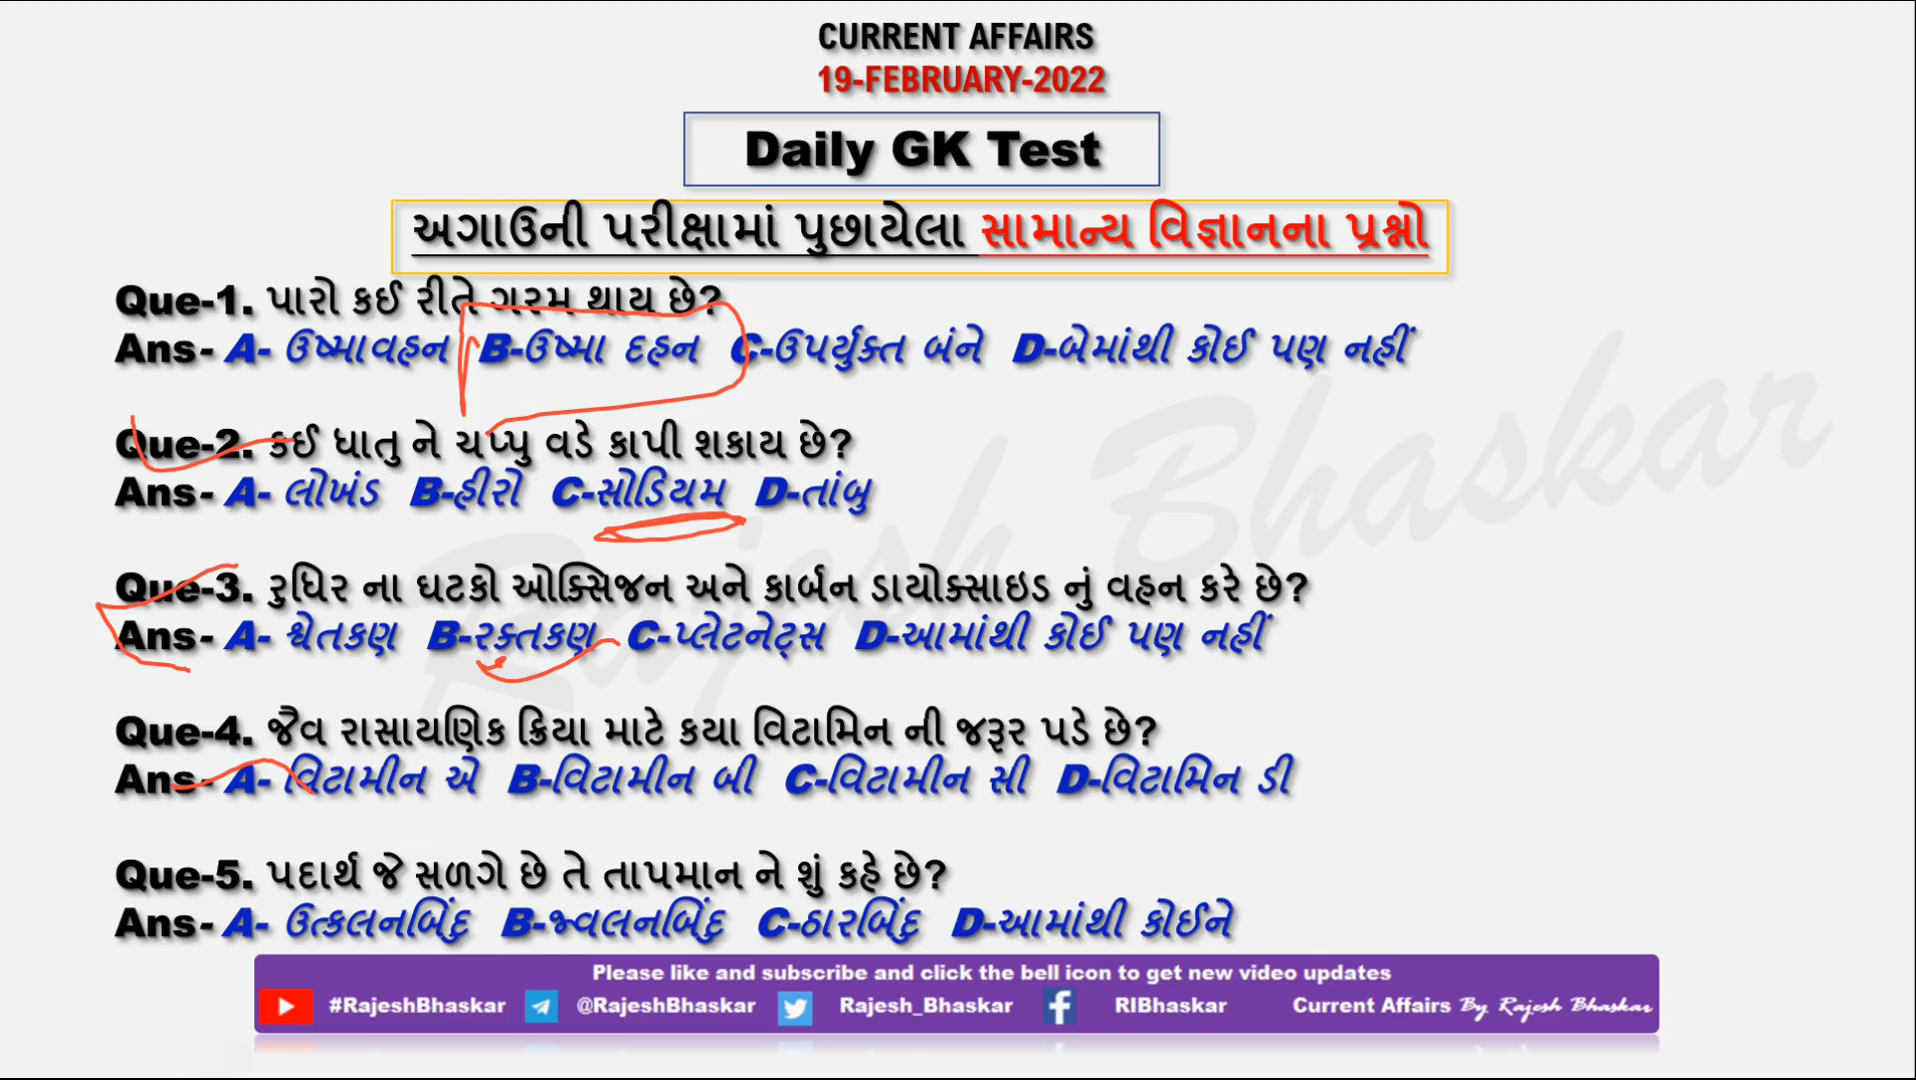 CURRENT AFFAIRS
19-FEBRUARY-2022
Daily GK Test
અગાઉની પરીક્ષામાં પુછાયેલા સામાન્ય વિજ્ઞાનના પ્રશ્નો
Que-1. પારો કઈ રીતે ગરમ થાય છે?
Ans- A- ઉષ્માવહન B-ઉષ્મા દહન C-ઉપર્યુક્ત બંને D-બેમાંથી કોઈ પણ નહીં
Que-2. કઈ ધાતુ ને ચપ્પુ વડે કાપી શકાય છે?
Ans- A- લોખંડ B-હીરો C-સોડિયમ D-તાંબુ
Que-3. રુધિર ના ઘટકો ઓક્સિજન અને કાર્બન ડાયોક્સાઇડ નું વહન કરે છે?
Ans- A- શ્વેતકણ B-રક્તકણ C-પ્લેટનેટ્સ D-આમાંથી કોઈ પણ નહીં
Que-4. જૈવ રાસાયણિક ક્રિયા માટે કયા વિટામિન ની જરૂર પડે છે?
Ans- A- વિટામીન એ B-વિટામીન બી C-વિટામીન સી D-વિટામિન ડી
Que-5. પદાર્થ જે સળગે છે તે તાપમાન ને શું કહે છે?
Ans- A- ઉત્કલનબિંદુ B-જ્વલનબિંદુ C-ઠારબિંદુ D-આમાંથી કોઈને
Rajesh Bhaskar
Please like and subscribe and click the bell icon to get new video updates
#RajeshBhaskar @RajeshBhaskar Rajesh_Bhaskar RIBhaskar Current Affairs By Rajesh Bhaskar